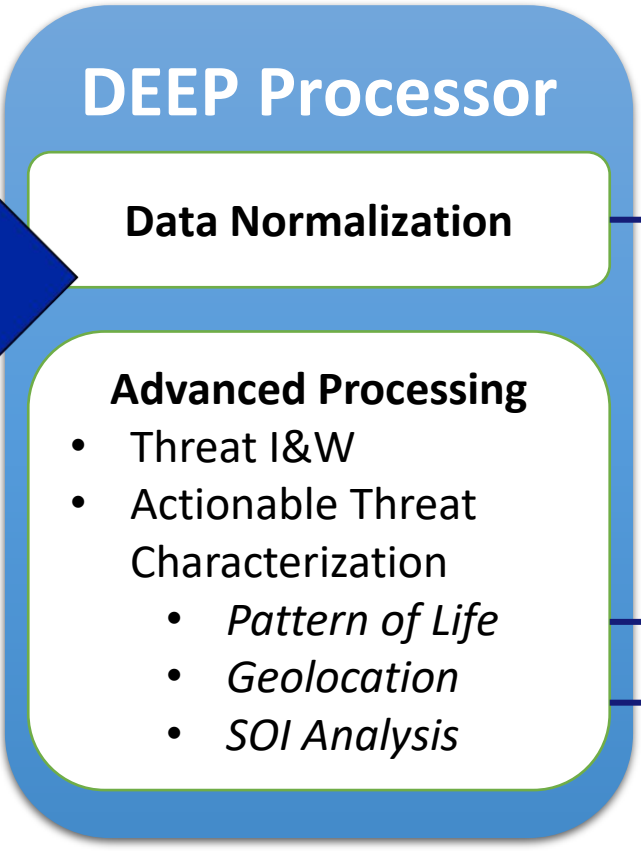 DEEP Processor
Data Normalization
Advanced Processing
• Threat I&W
• Actionable Threat
Characterization
• Pattern of Life
• Geolocation
• SOI Analysis